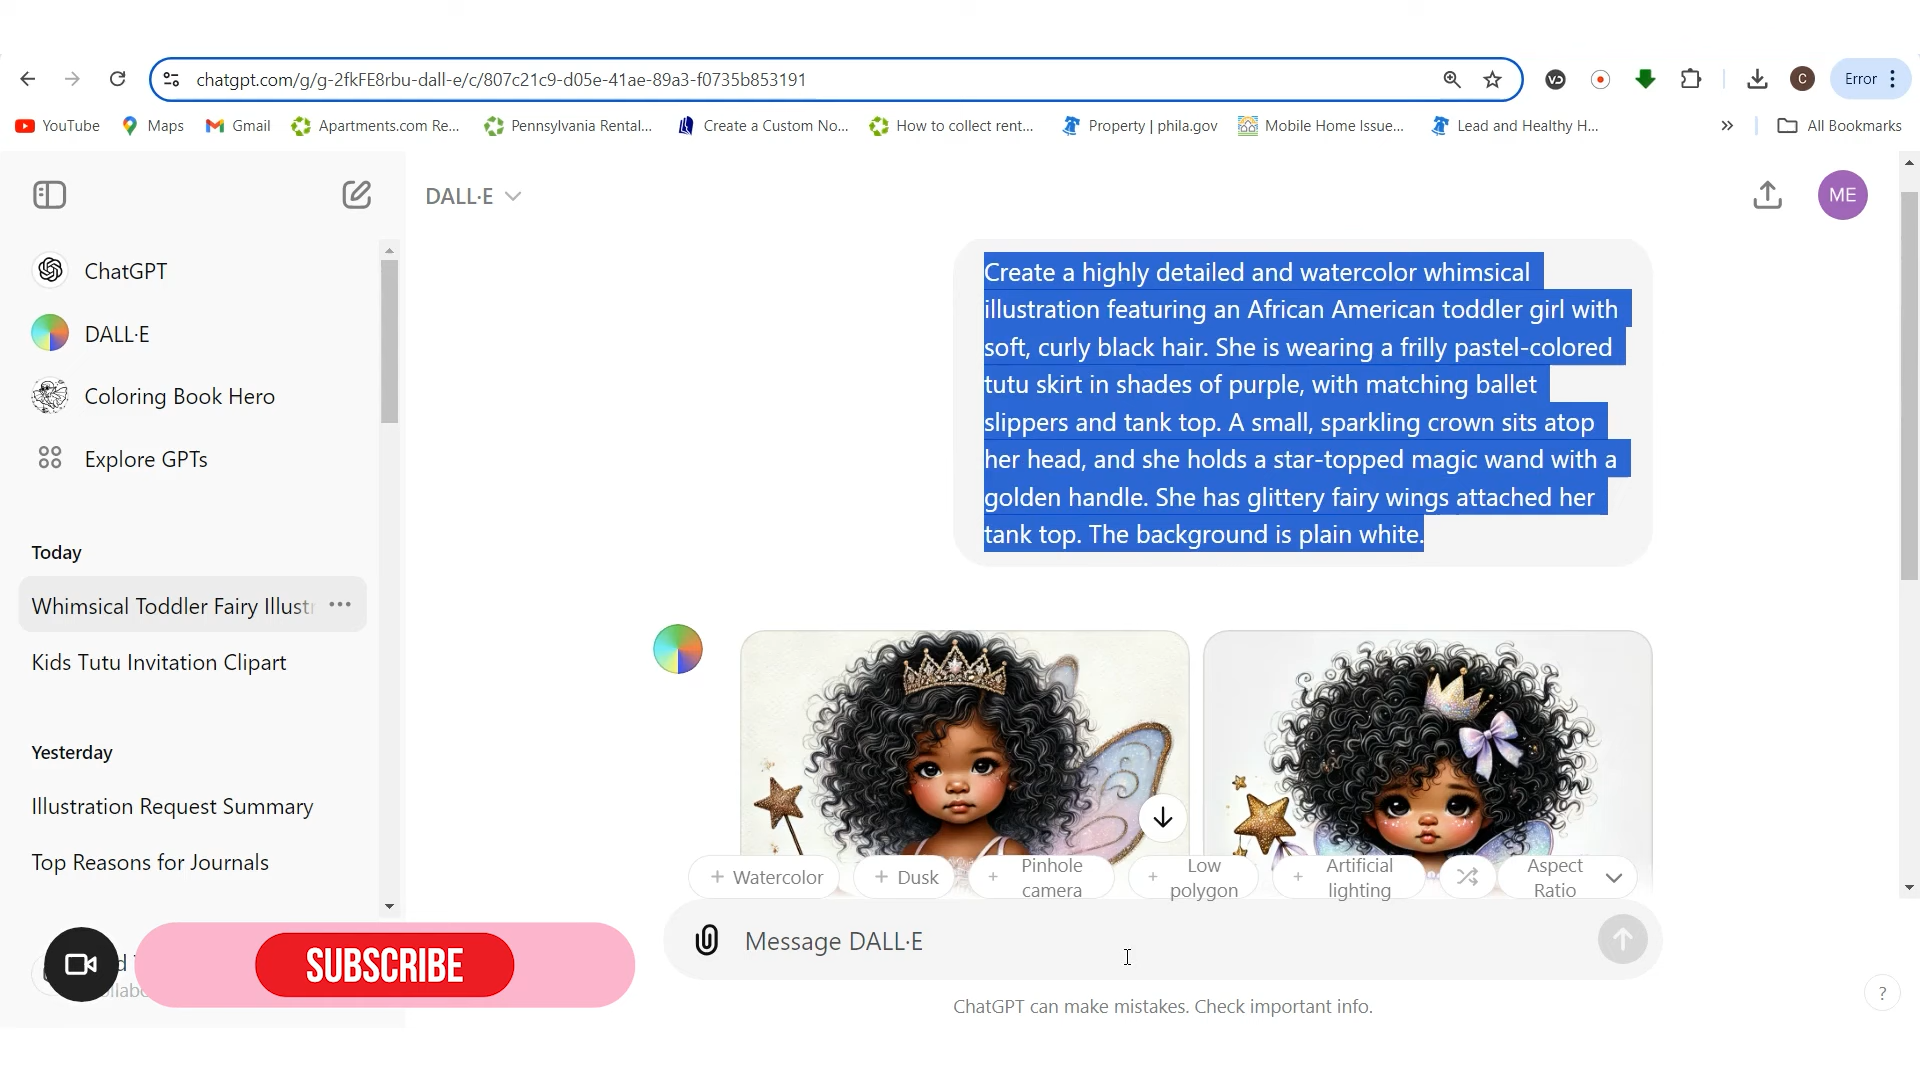 chatgpt.com/g/g-2fkFE8rbu-dall-e/c/807c21c9-d05e-41ae-89a3-f0735b853191
VD
C
Error
YouTube
Maps
Gmail
Apartments.com Re...
Pennsylvania Rental...
Create a Custom No...
How to collect rent...
Property | phila.gov
Mobile Home Issue...
Lead and Healthy H...
All Bookmarks
DALL·E
ME
ChatGPT
DALL·E
Coloring Book Hero
Explore GPTs
Today
Whimsical Toddler Fairy Illustr
Kids Tutu Invitation Clipart
Yesterday
Illustration Request Summary
Top Reasons for Journals
Create a highly detailed and watercolor whimsical
illustration featuring an African American toddler girl with
soft, curly black hair. She is wearing a frilly pastel-colored
tutu skirt in shades of purple, with matching ballet
slippers and tank top. A small, sparkling crown sits atop
her head, and she holds a star-topped magic wand with a
golden handle. She has glittery fairy wings attached her
tank top. The background is plain white.
+ Watercolor
+ Dusk
+ Pinhole
camera
+ Low
polygon
+ Artificial
lighting
Aspect
Ratio
Message DALL·E
SUBSCRIBE
ChatGPT can make mistakes. Check important info.
?